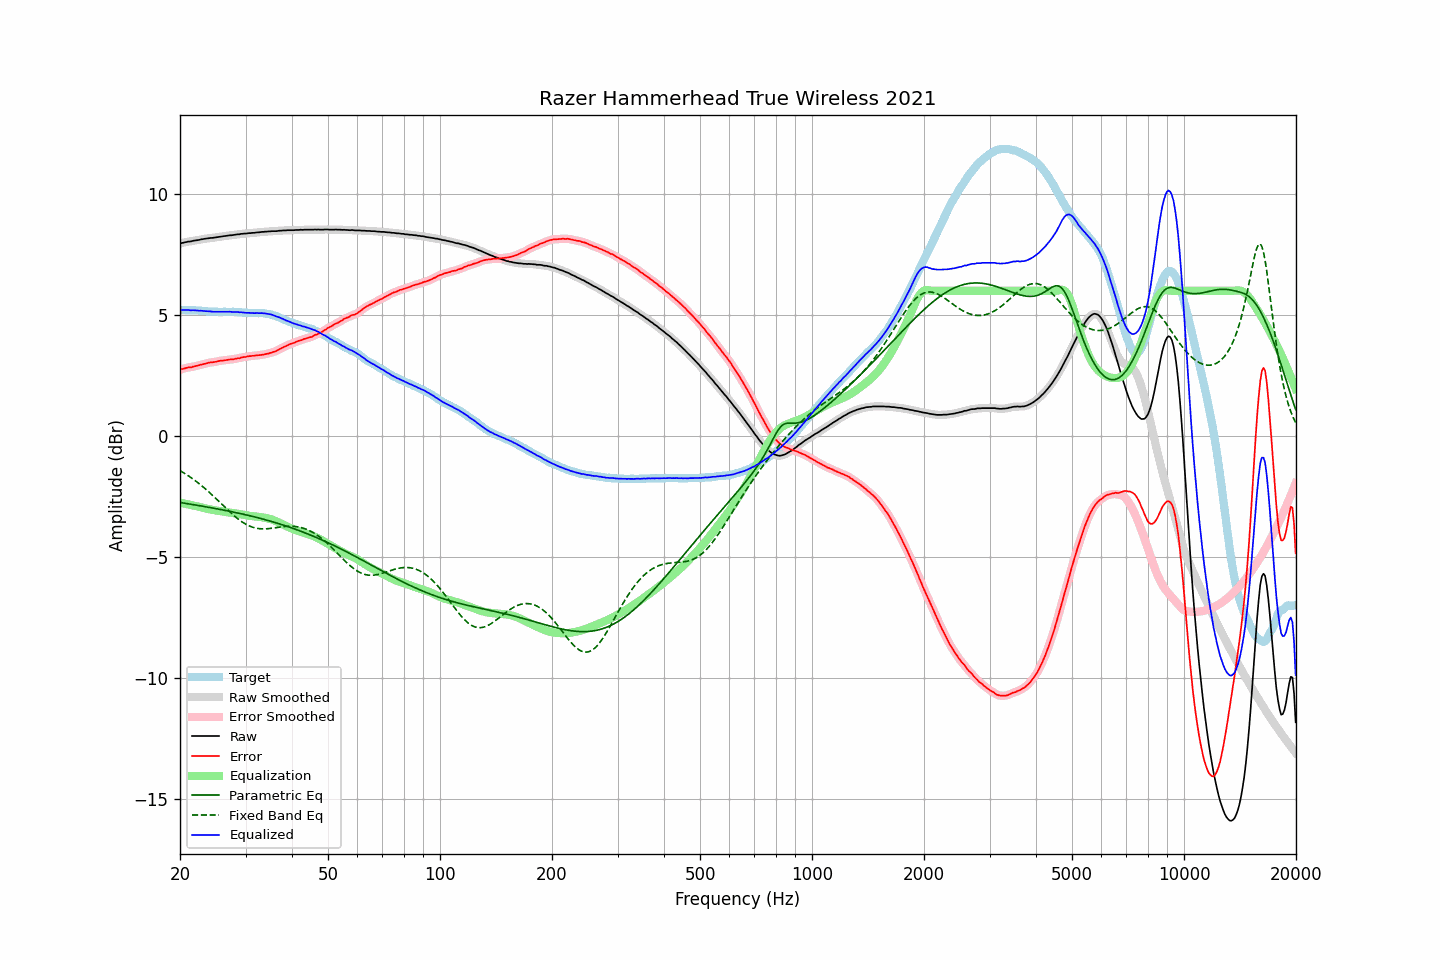 Razer Hammerhead True Wireless 2021
Amplitude (dBr)
10
5
0
−5
−10
−15
Target
Raw Smoothed
Error Smoothed
Raw
Error
Equalization
Parametric Eq
Fixed Band Eq
Equalized
20 50 100 200 500 1000 2000 5000 10000 20000
Frequency (Hz)